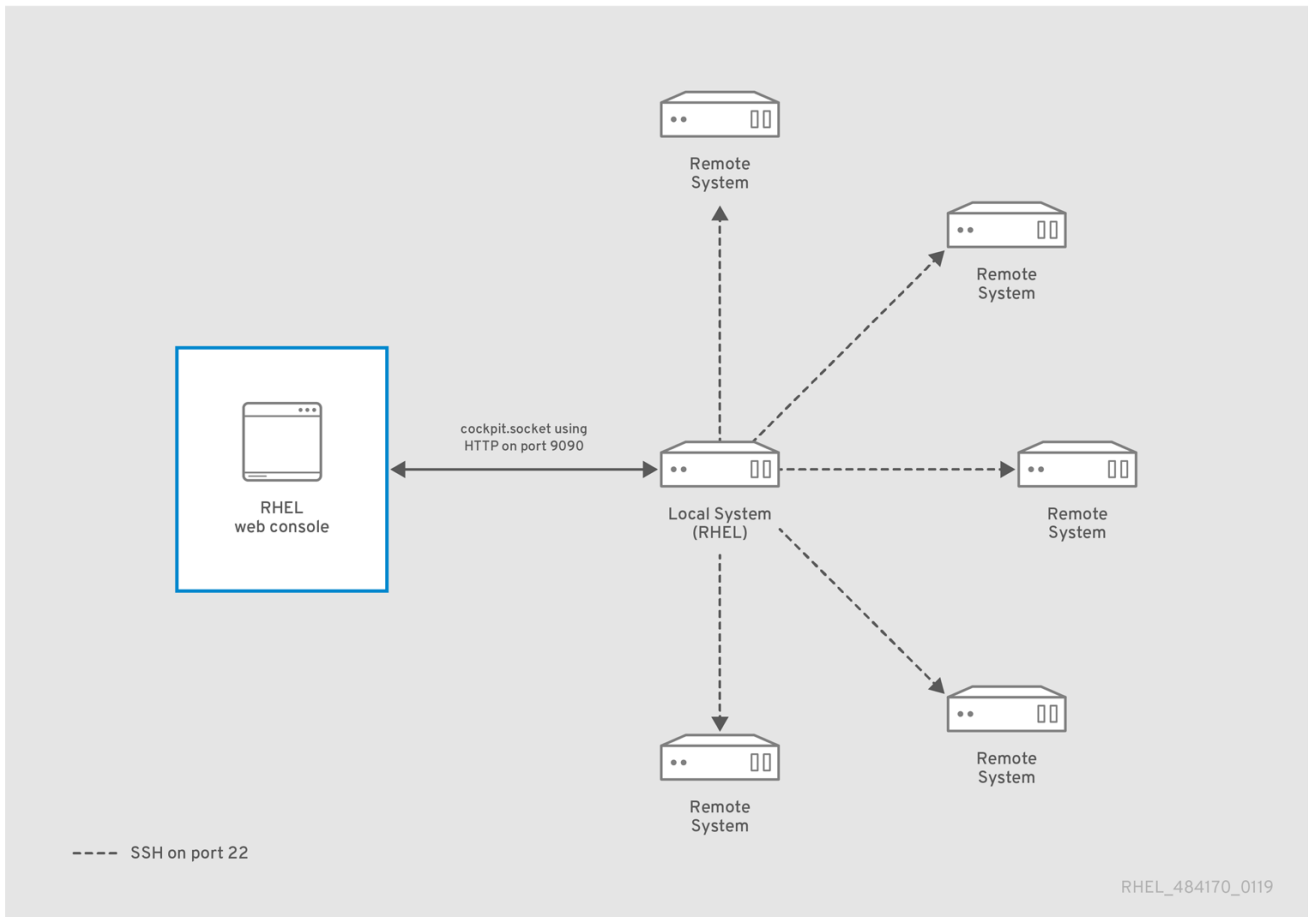 Remote
System
Remote
System
cockpit.socket using
HTTP on port 9090
RHEL
web console
Local System
(RHEL)
Remote
System
Remote
System
Remote
System
SSH on port 22
RHEL_484170_0119